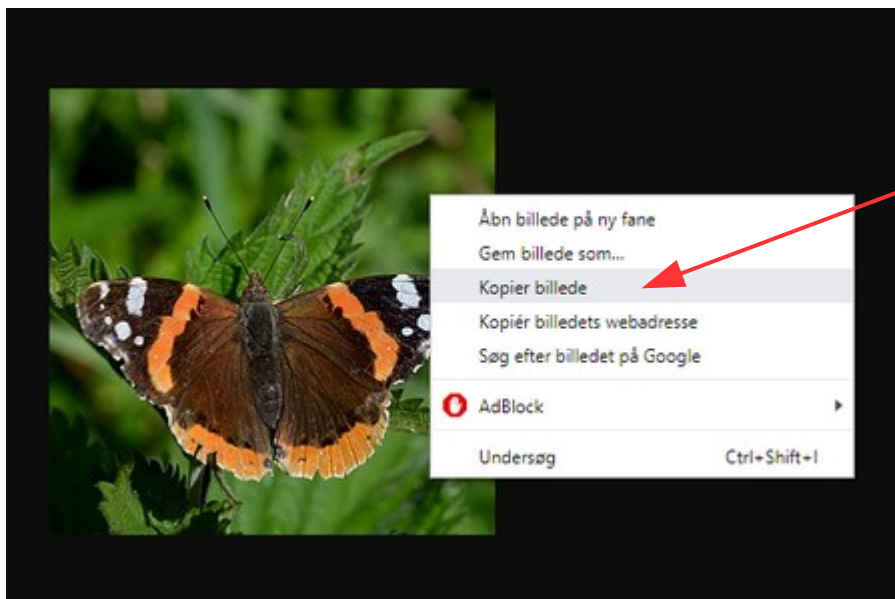 Åbn billede på ny fane
Gem billede som...
Kopier billede
Kopiér billedets webadresse
Søg efter billedet på Google
AdBlock
Undersøg Ctrl+Shift+I